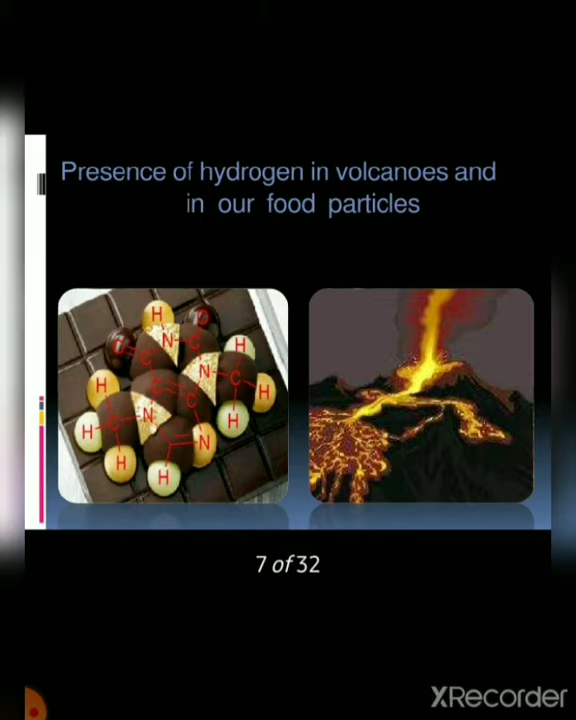 Presence of hydrogen in volcanoes and
in our food particles
H
O
N
C
H
O
C
N
C
H
H
C
C
N
C
H
H
C
N
H
H
7 of 32
XRecorder